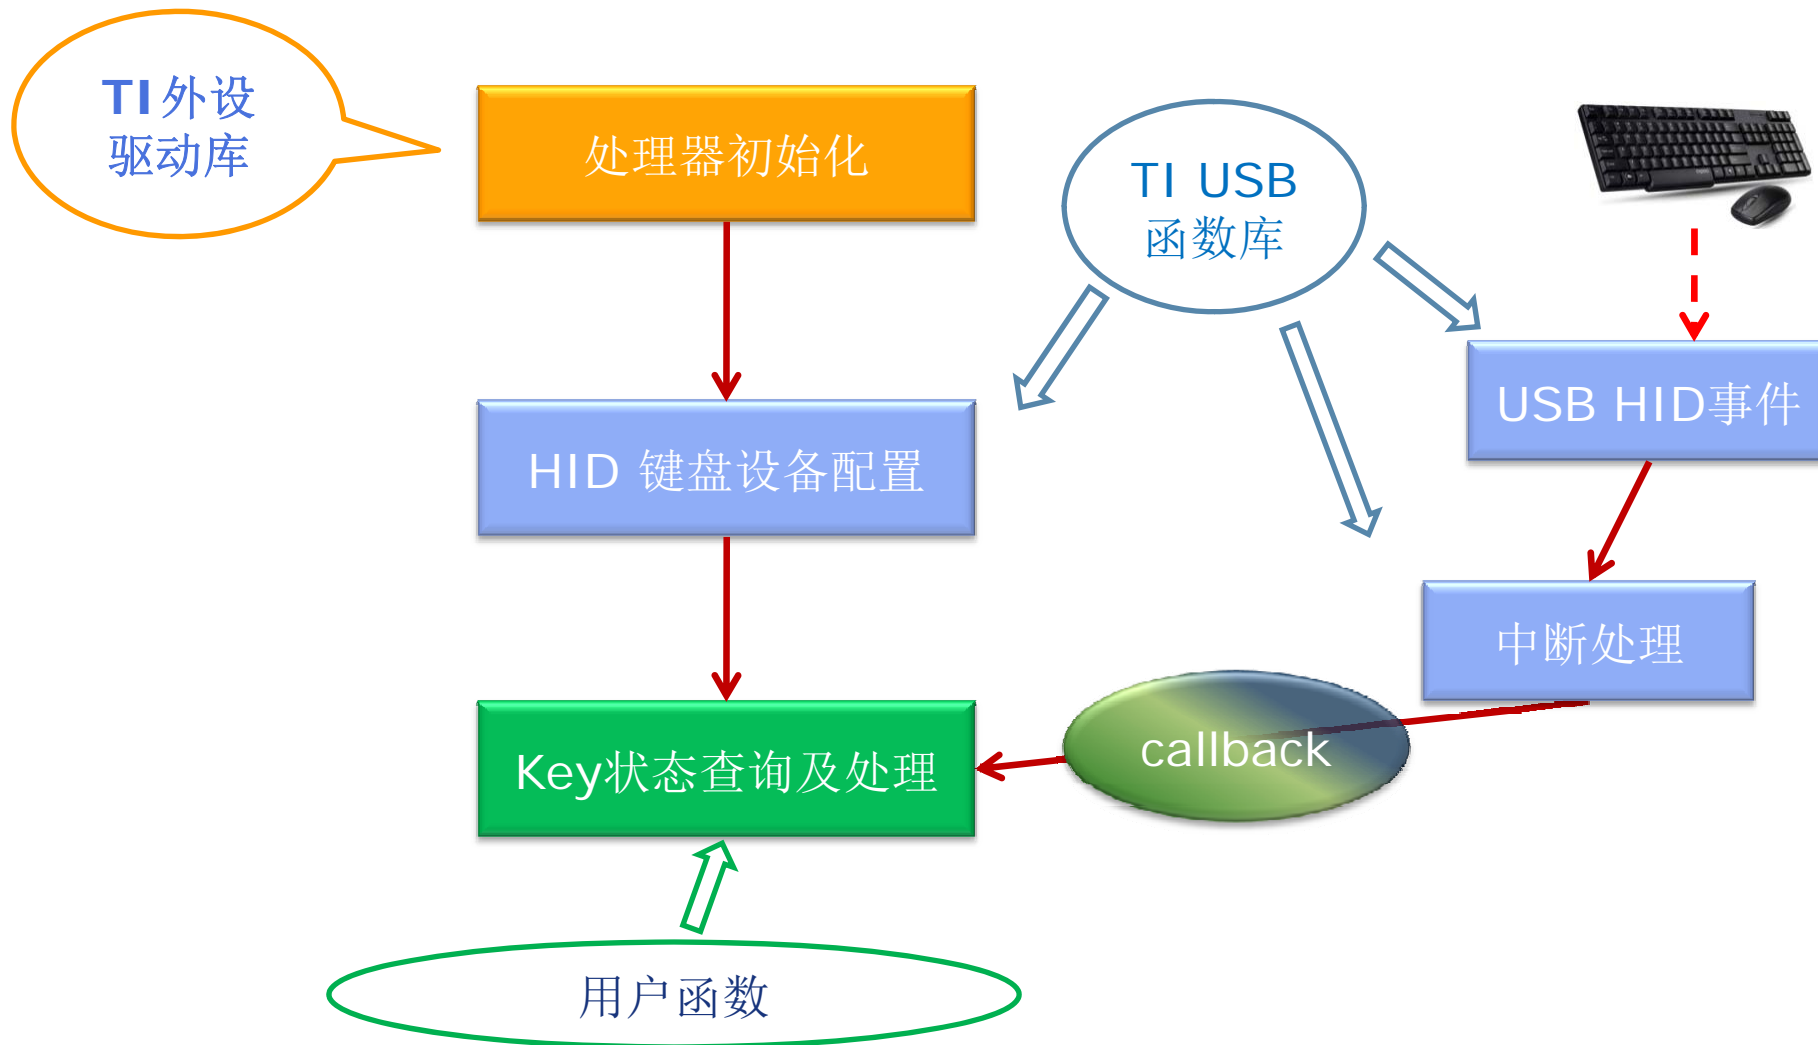 TI外设
驱动库
处理器初始化
TI USB
函数库
USB HID事件
HID 键盘设备配置
中断处理
callback
Key状态查询及处理
用户函数